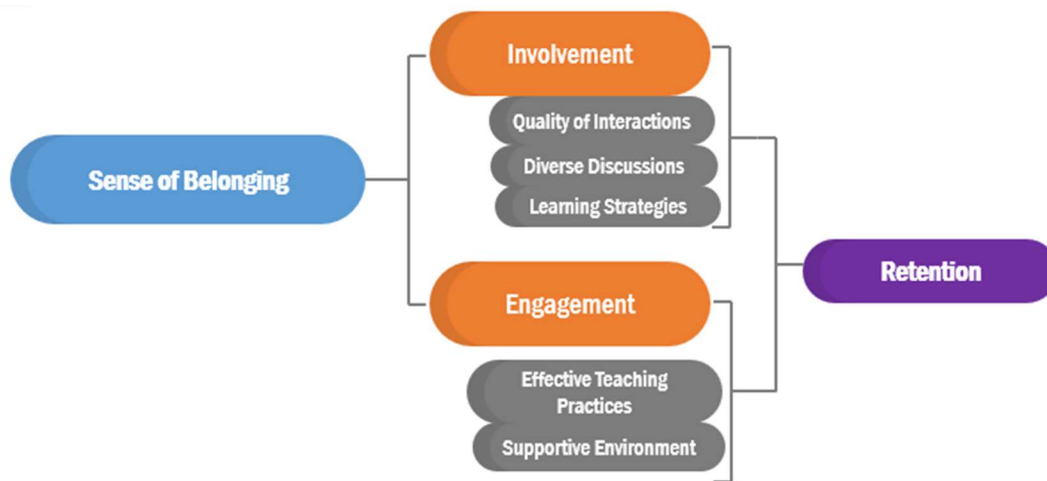 Involvement
Quality of Interactions
Diverse Discussions
Learning Strategies
Sense of Belonging
Engagement
Effective Teaching
Practices
Supportive Environment
Retention